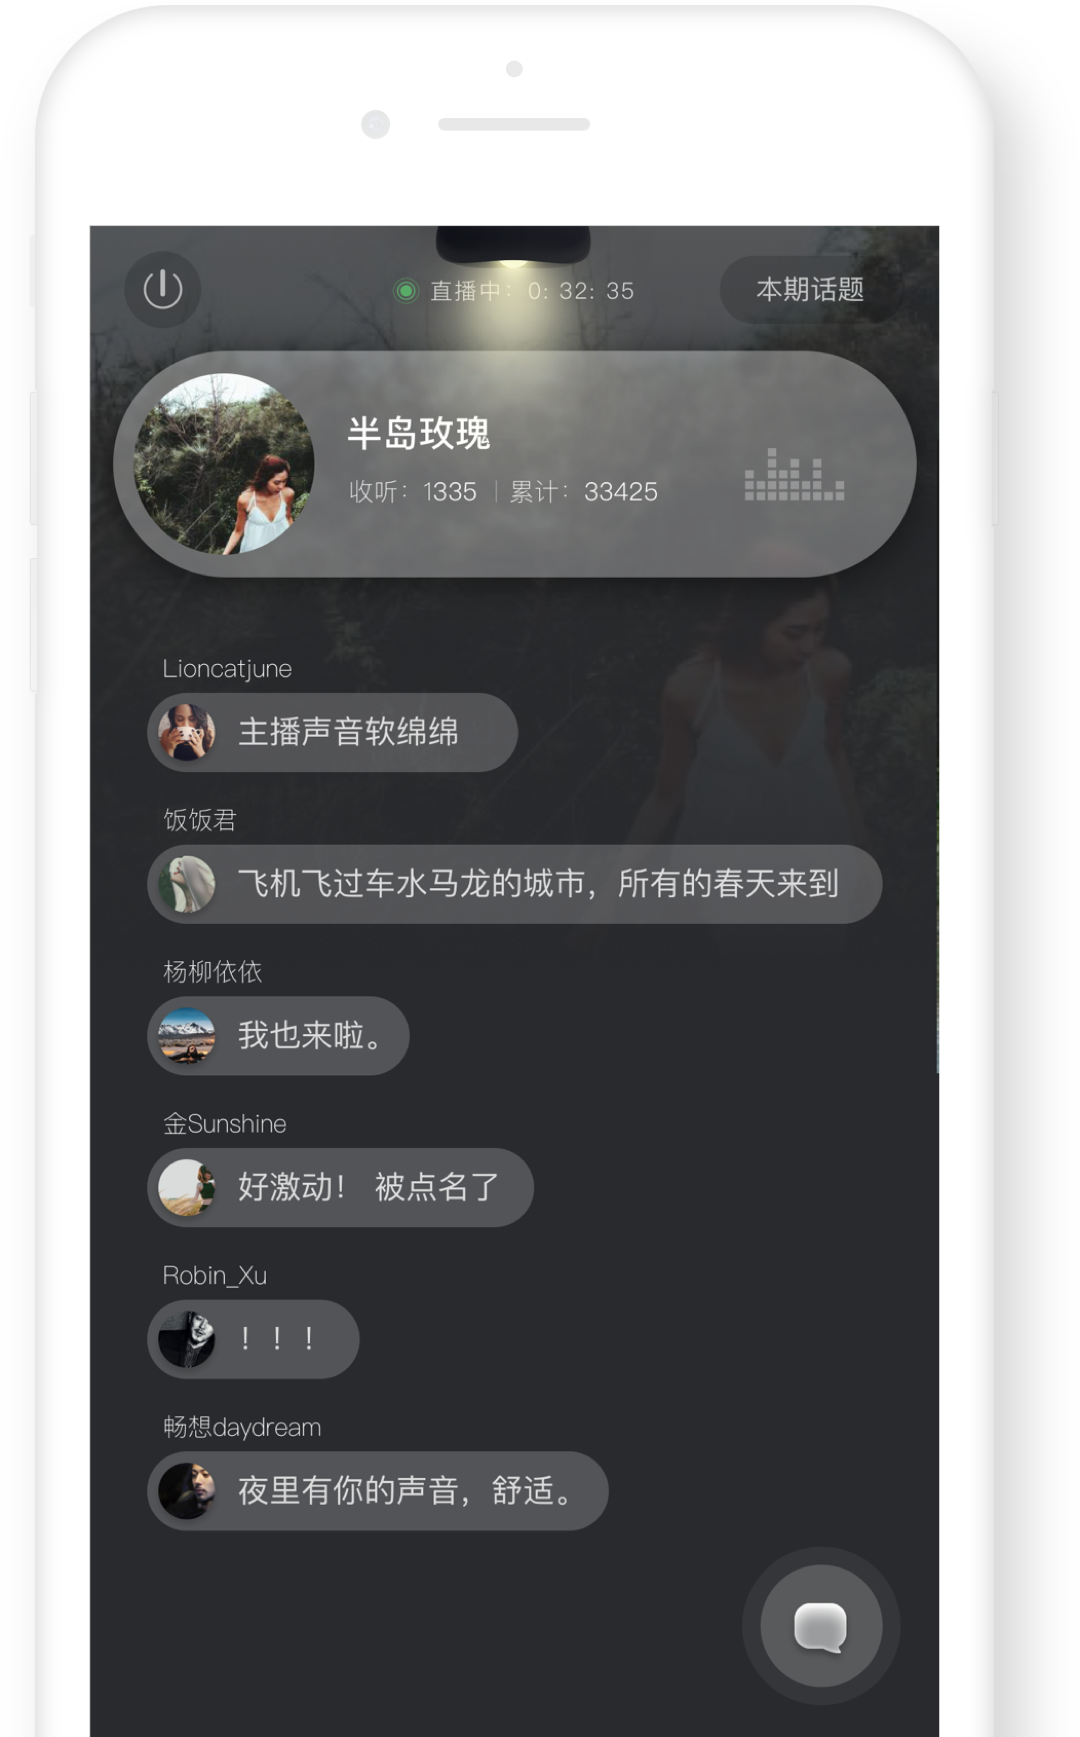 直播中: 0: 32: 35
本期话题
半岛玫瑰
收听: 1335 | 累计: 33425
Lioncatjune
主播声音软绵绵
饭饭君
飞机飞过车水马龙的城市，所有的春天来到
杨柳依依
我也来啦。
金Sunshine
好激动！ 被点名了
Robin_Xu
！！！
畅想daydream
夜里有你的声音，舒适。